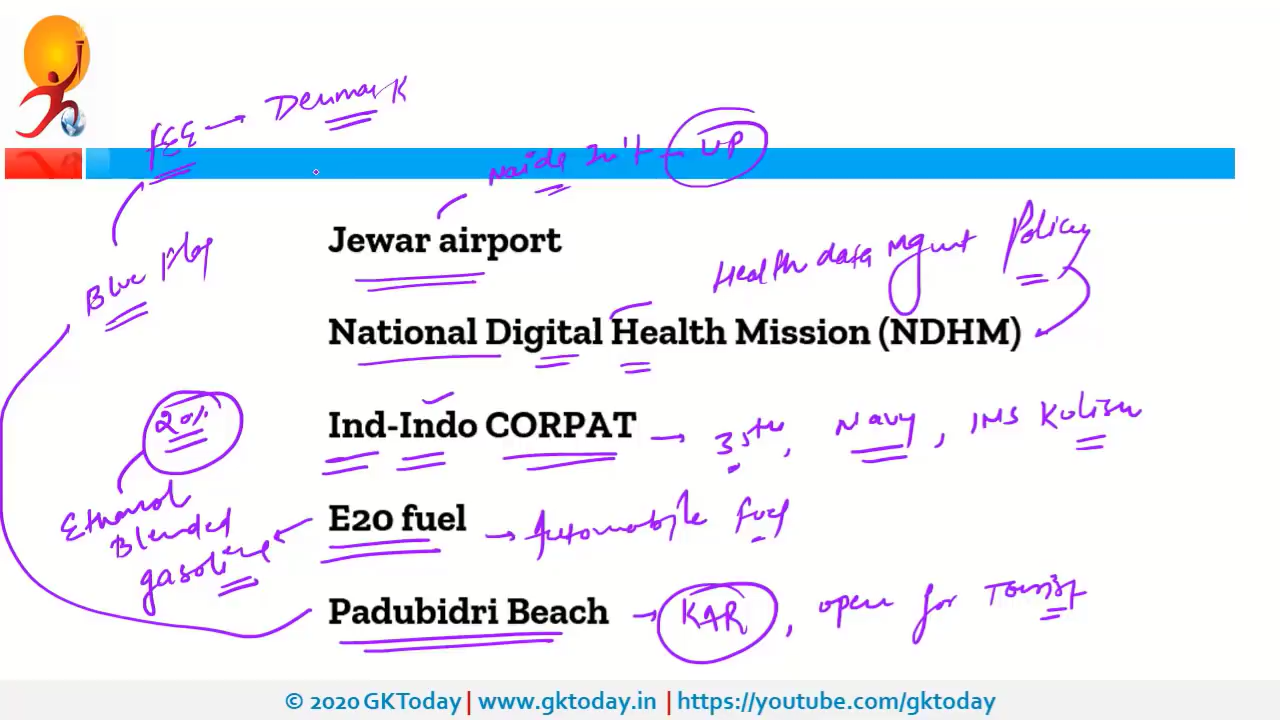 FEE → Denmark
Noida Int'l - UP
Jewar airport
Blue Flag
Health data Mgmt Policy
National Digital Health Mission (NDHM)
20%
Ind-Indo CORPAT → 35th, Navy, INS
Ethanol
Blended
gasoline
E20 fuel → Automobile fuel
Padubidri Beach → KAR, open for Tourist
© 2020 GKToday | www.gktoday.in | https://youtube.com/gktoday